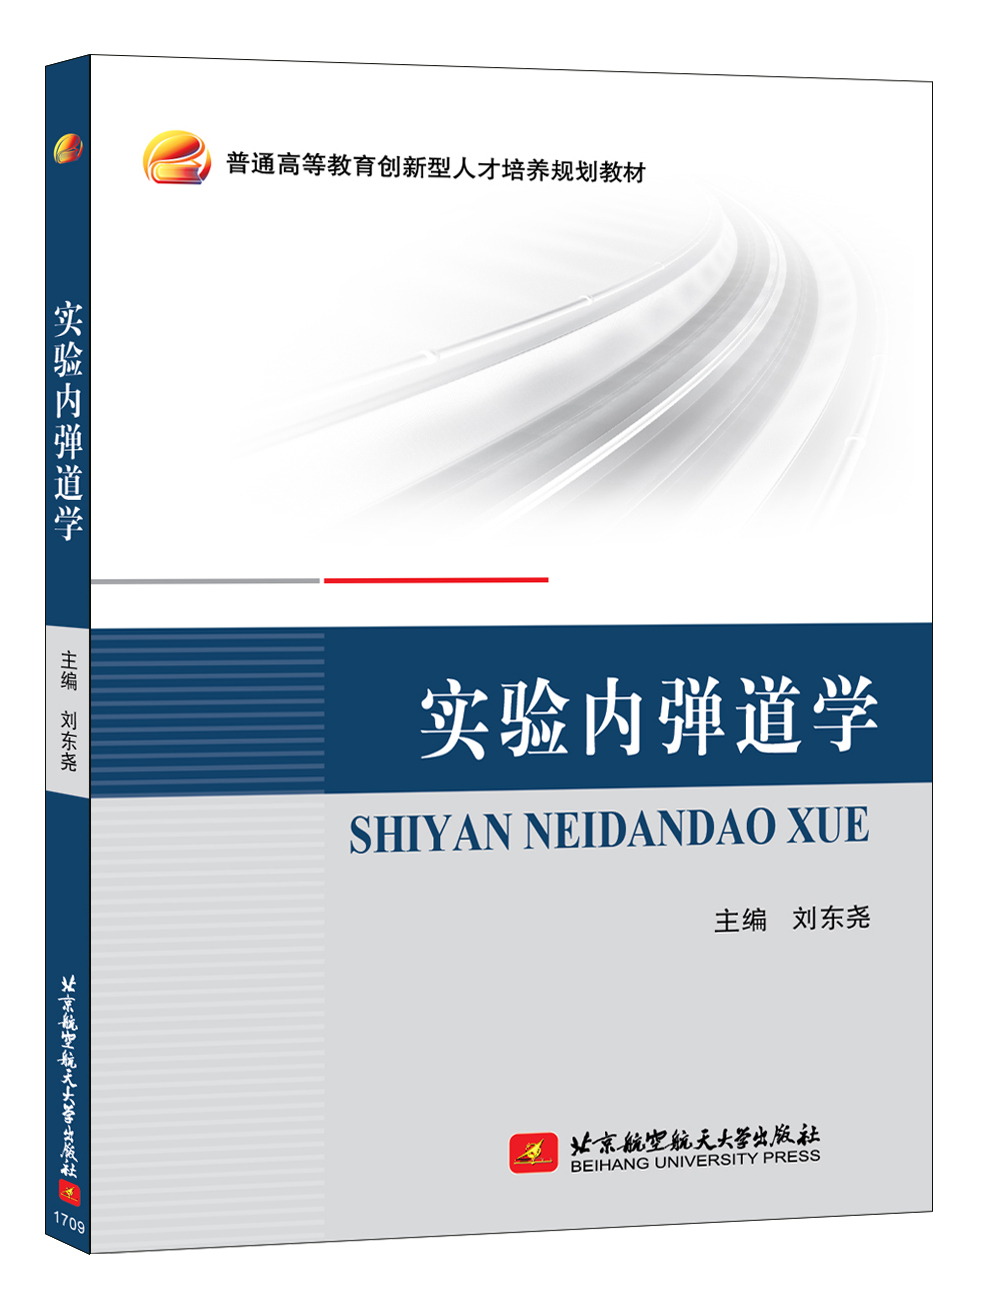 普通高等教育创新型人才培养规划教材
实验内弹道学
SHIYAN NEIDANDAO XUE
主编 刘东尧
北京航空航天大学出版社
BEIHANG UNIVERSITY PRESS
实验内弹道学
主编 刘东尧
北京航空航天大学出版社
1709